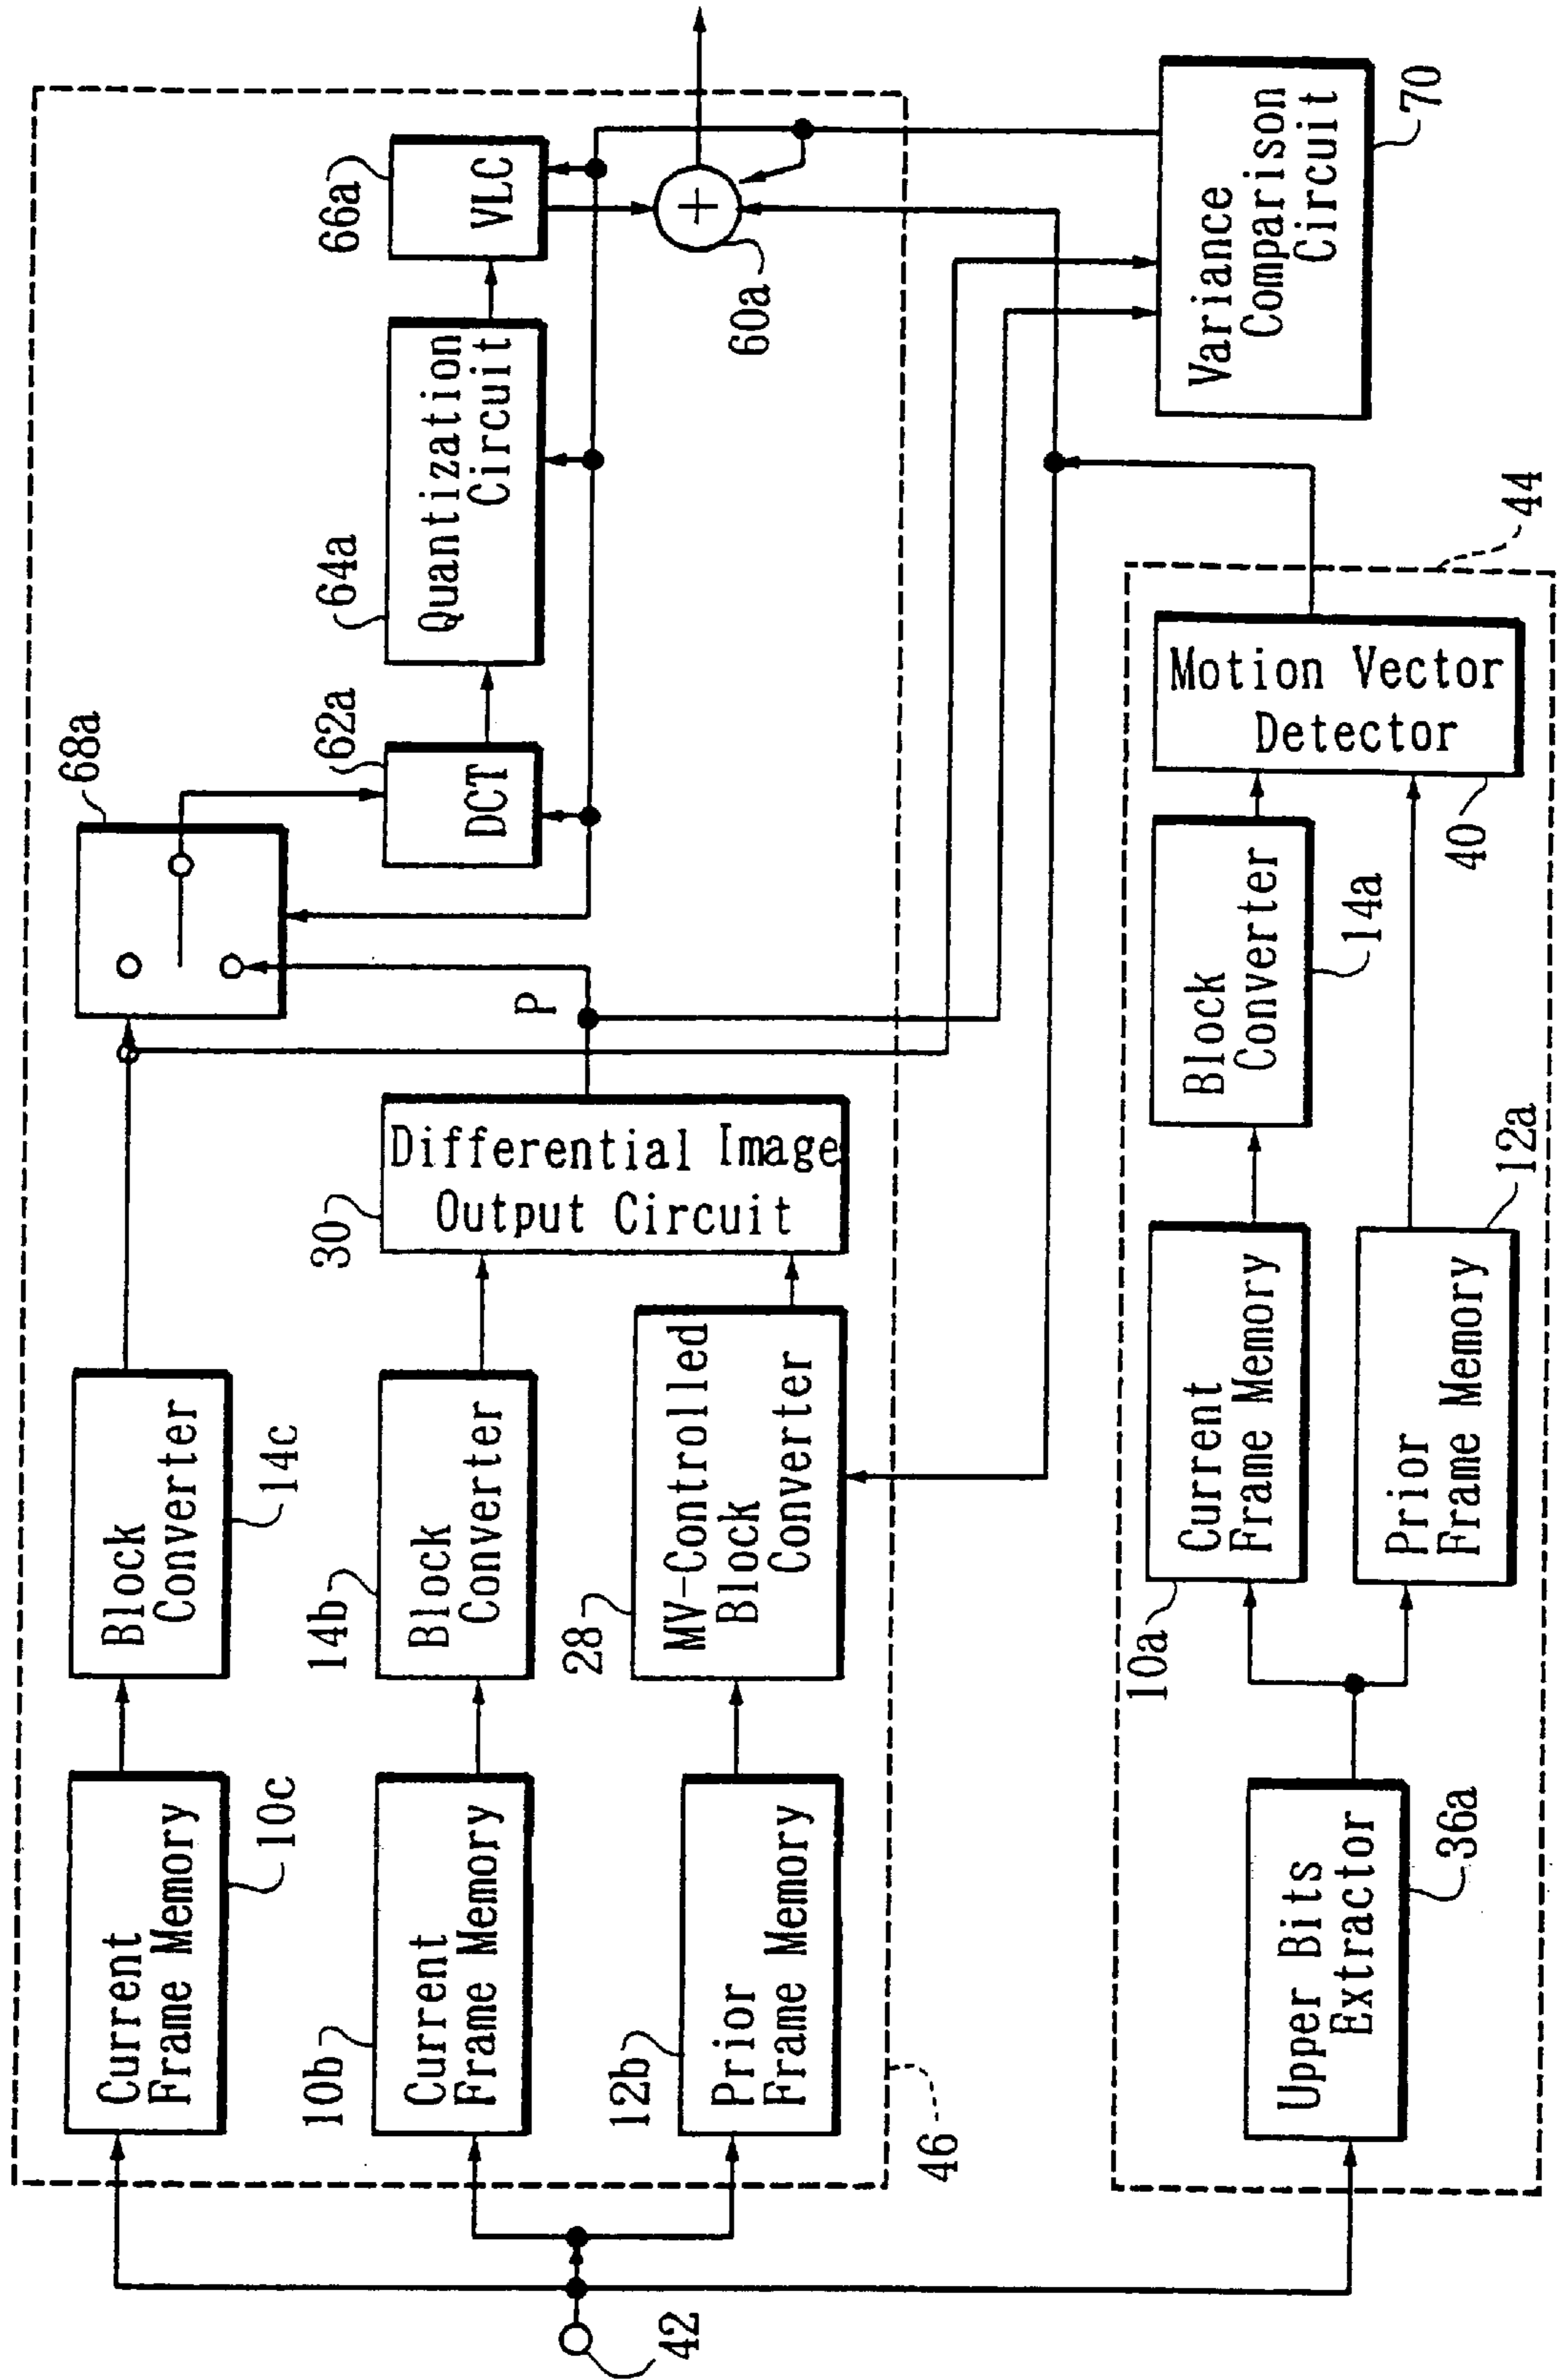 42
46
Current
Frame Memory
10c
Block
Converter
14c
68a
10b
Current
Frame Memory
14b
Block
Converter
30
Differential Image
Output Circuit
P
62a
DCT
64a
Quantization
Circuit
66a
VLC
60a
12b
Prior
Frame Memory
28
MV-Controlled
Block
Converter
Variance
Comparison
Circuit
70
44
Upper Bits
Extractor
36a
10a
Current
Frame Memory
Block
Converter
14a
Motion Vector
Detector
40
Prior
Frame Memory
12a